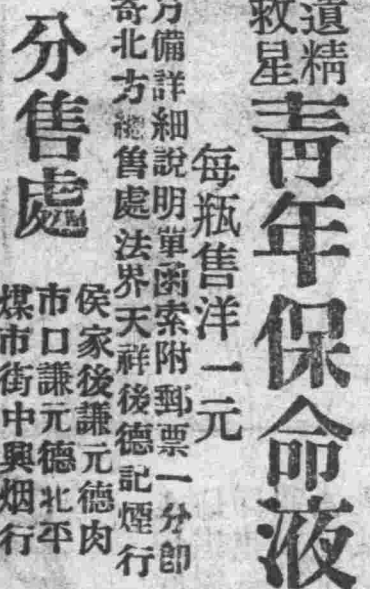 遺精
救星
靑年保命液
每瓶售洋一元
方備詳細說明單函索附郵票一分卽
寄北方總售處法界天祥後德記煙行
分售處
侯家後謙元德肉
市口謙元德北平
煤市街中興烟行